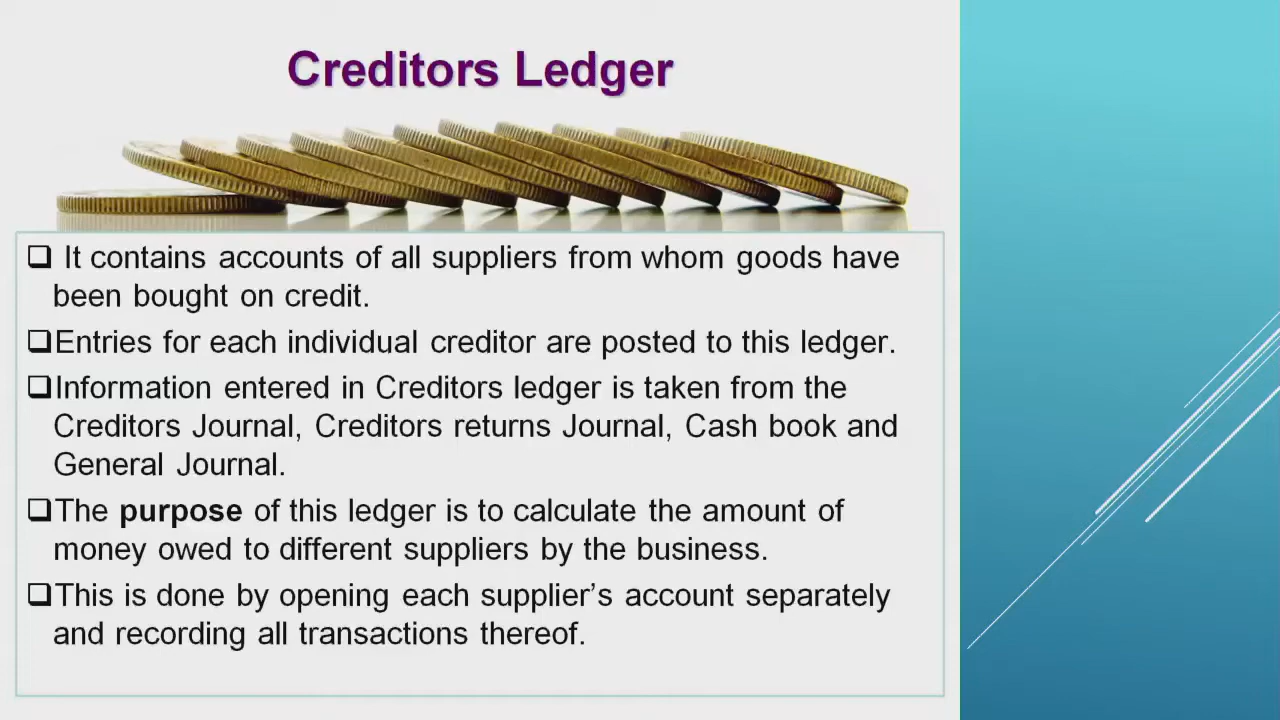 Creditors Ledger
❑ It contains accounts of all suppliers from whom goods have
been bought on credit.
❑Entries for each individual creditor are posted to this ledger.
❑Information entered in Creditors ledger is taken from the
Creditors Journal, Creditors returns Journal, Cash book and
General Journal.
❑The purpose of this ledger is to calculate the amount of
money owed to different suppliers by the business.
❑This is done by opening each supplier’s account separately
and recording all transactions thereof.